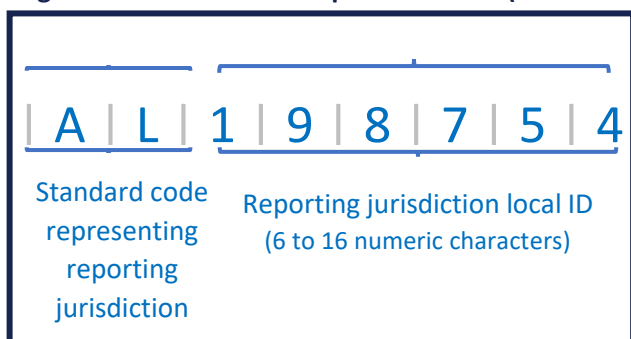 | A | L | 1 | 9 | 8 | 7 | 5 | 4
Standard code
representing
reporting
jurisdiction
Reporting jurisdiction local ID
(6 to 16 numeric characters)